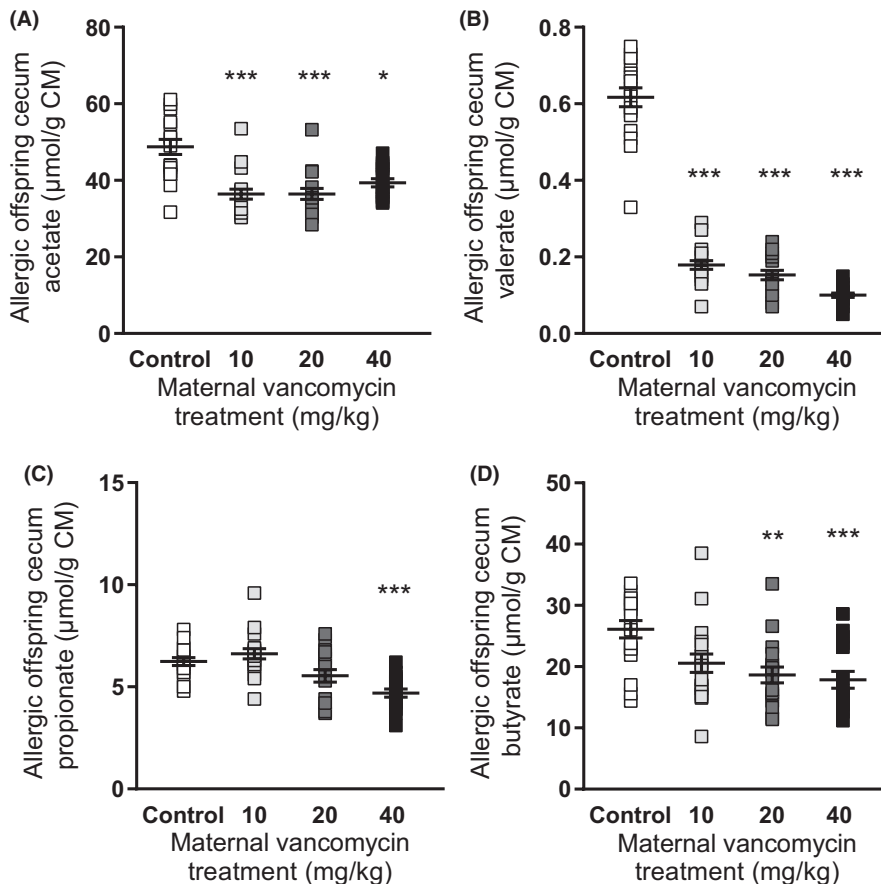 (A)
Allergic offspring cecum
acetate (µmol/g CM)
80
60
40
20
0
*** *** *
Control 10 20 40
Maternal vancomycin
treatment (mg/kg)
(B)
Allergic offspring cecum
valerate (µmol/g CM)
0.8
0.6
0.4
0.2
0.0
*** *** ***
Control 10 20 40
Maternal vancomycin
treatment (mg/kg)
(C)
Allergic offspring cecum
propionate (µmol/g CM)
15
10
5
0
***
Control 10 20 40
Maternal vancomycin
treatment (mg/kg)
(D)
Allergic offspring cecum
butyrate (µmol/g CM)
50
40
30
20
10
0
** ***
Control 10 20 40
Maternal vancomycin
treatment (mg/kg)